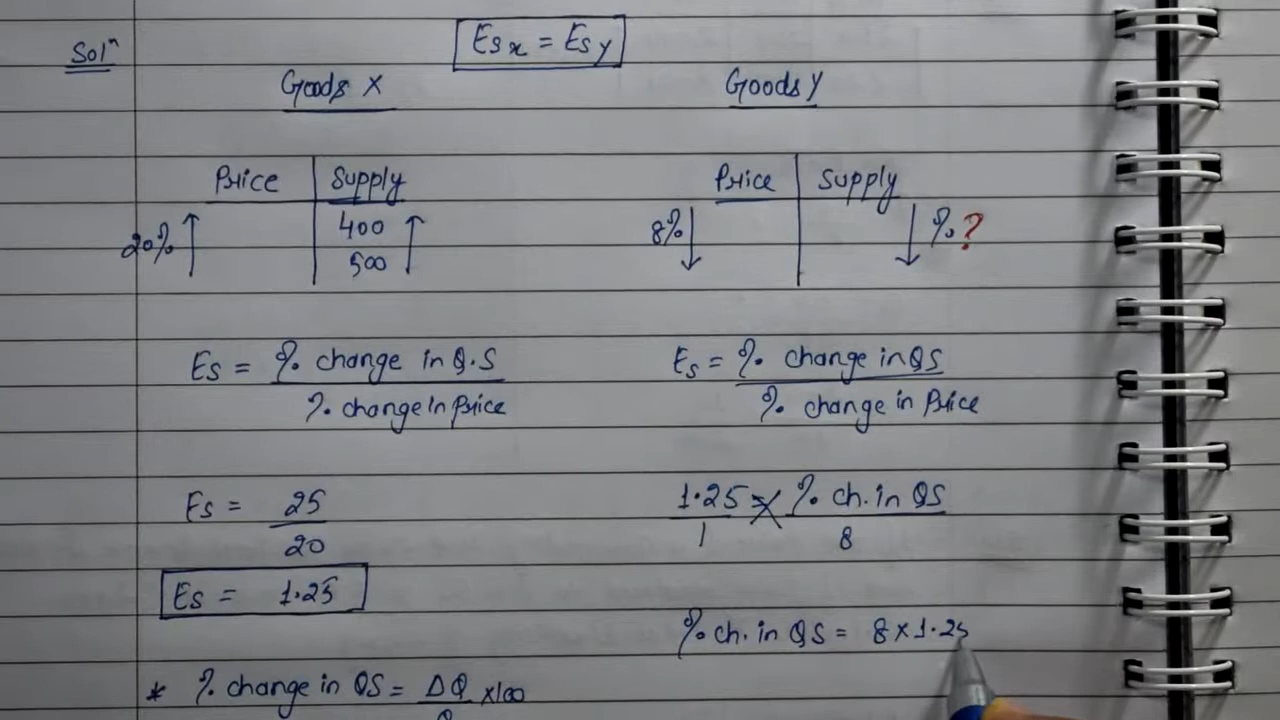 Solⁿ
Esx = Esy
Goods X
Goods Y
Price Supply
20% 400
500
Price Supply
8% %?
Es = % change in Q.S
% change in Price
Es = % change in QS
% change in Price
Es = 25
20
Es = 1.25
1.25 = % ch. in QS
1 8
% ch. in QS = 8 × 1.25
* % change in QS = ΔQ × 100